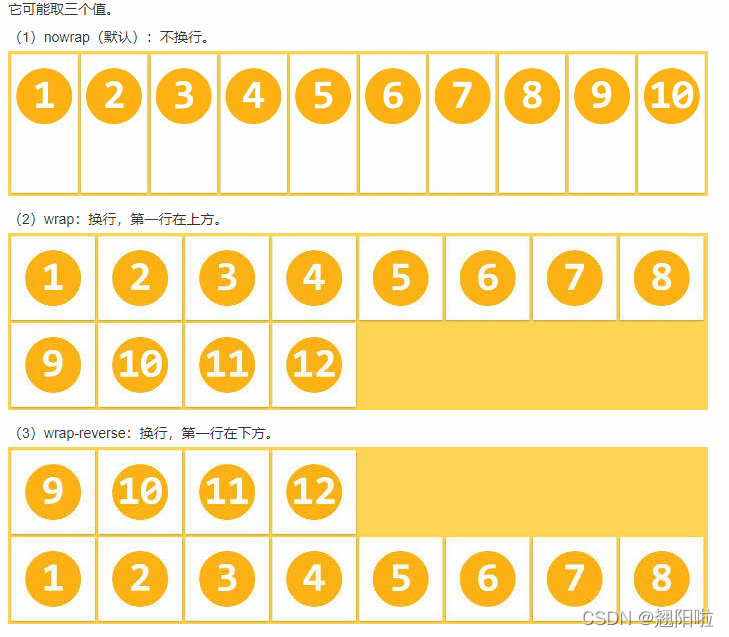 它可能取三个值。
（1）nowrap（默认）：不换行。
1 2 3 4 5 6 7 8 9 10
（2）wrap：换行，第一行在上方。
1 2 3 4 5 6 7 8
9 10 11 12
（3）wrap-reverse：换行，第一行在下方。
9 10 11 12
1 2 3 4 5 6 7 8
CSDN @翘阳啦